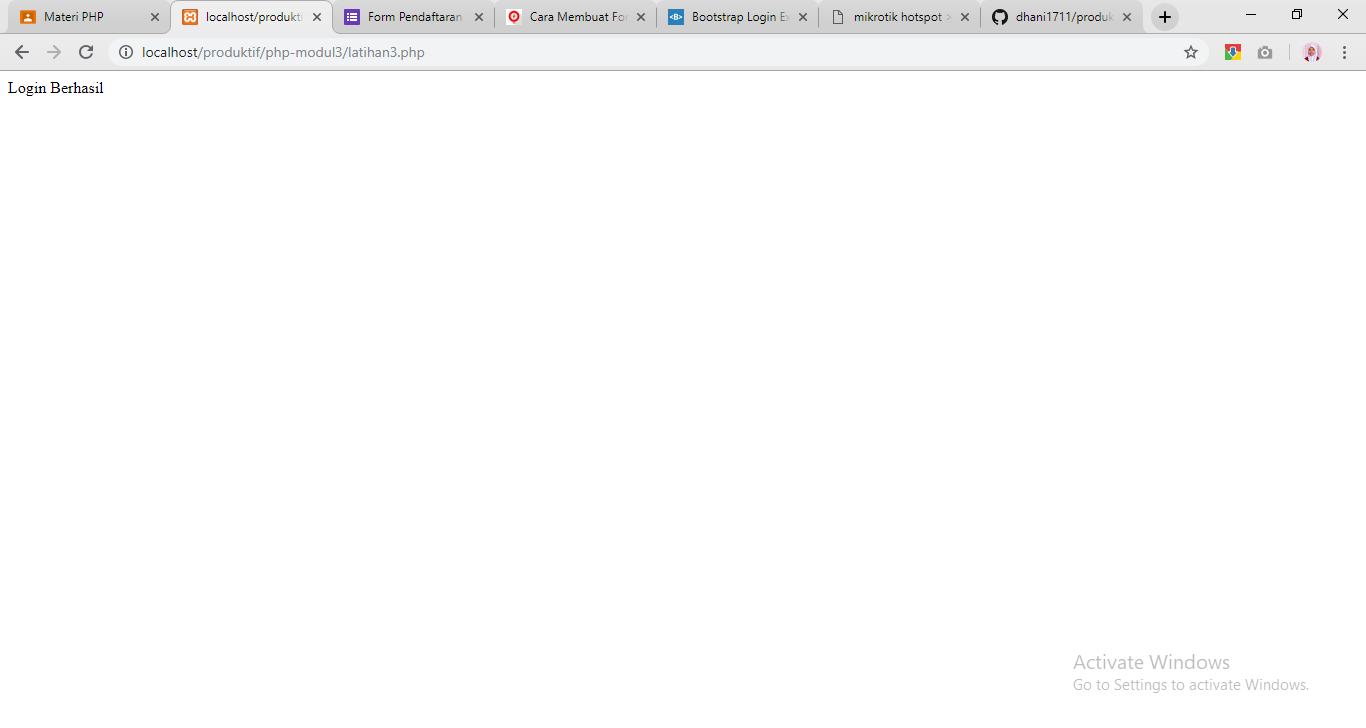 Materi PHP
localhost/produkti
Form Pendaftaran
Cara Membuat For
Bootstrap Login Ex
mikrotik hotspot >
dhani1711/produk
localhost/produktif/php-modul3/latihan3.php
Login Berhasil
Activate Windows
Go to Settings to activate Windows.